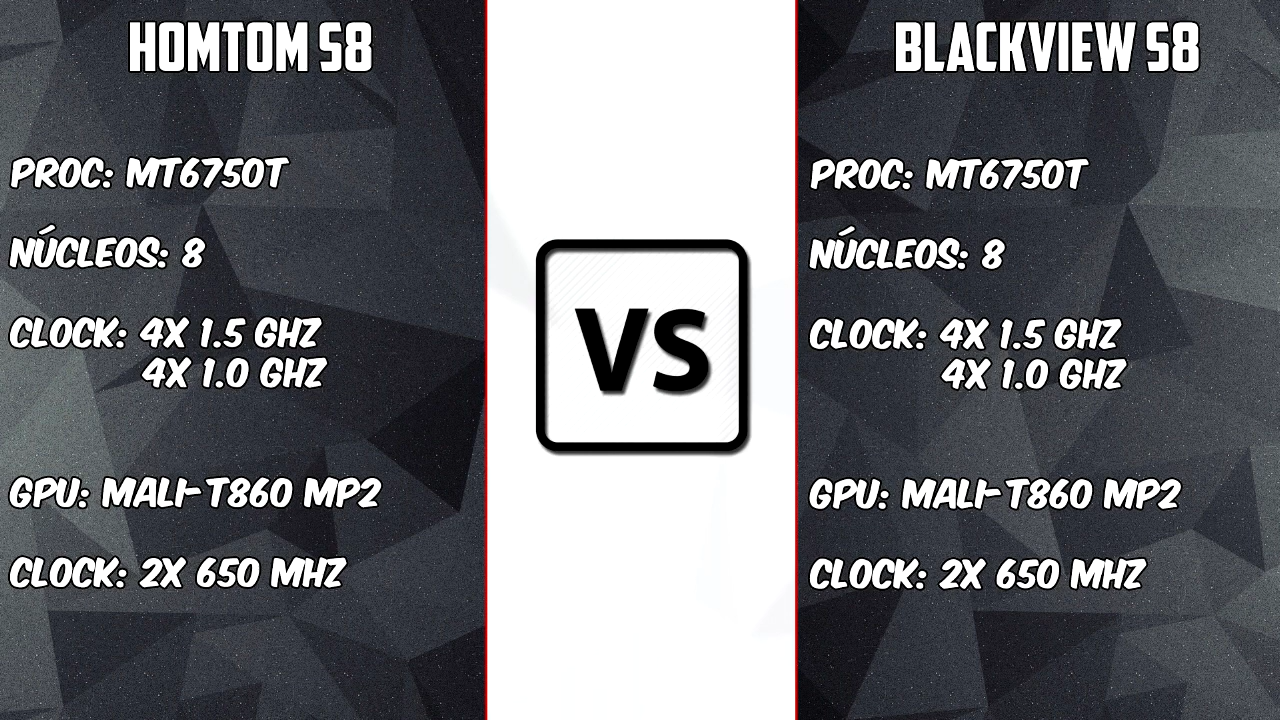 HOMTOM S8
PROC: MT6750T
NÚCLEOS: 8
CLOCK: 4X 1.5 GHZ
4X 1.0 GHZ
GPU: MALI-T860 MP2
CLOCK: 2X 650 MHZ
VS
BLACKVIEW S8
PROC: MT6750T
NÚCLEOS: 8
CLOCK: 4X 1.5 GHZ
4X 1.0 GHZ
GPU: MALI-T860 MP2
CLOCK: 2X 650 MHZ